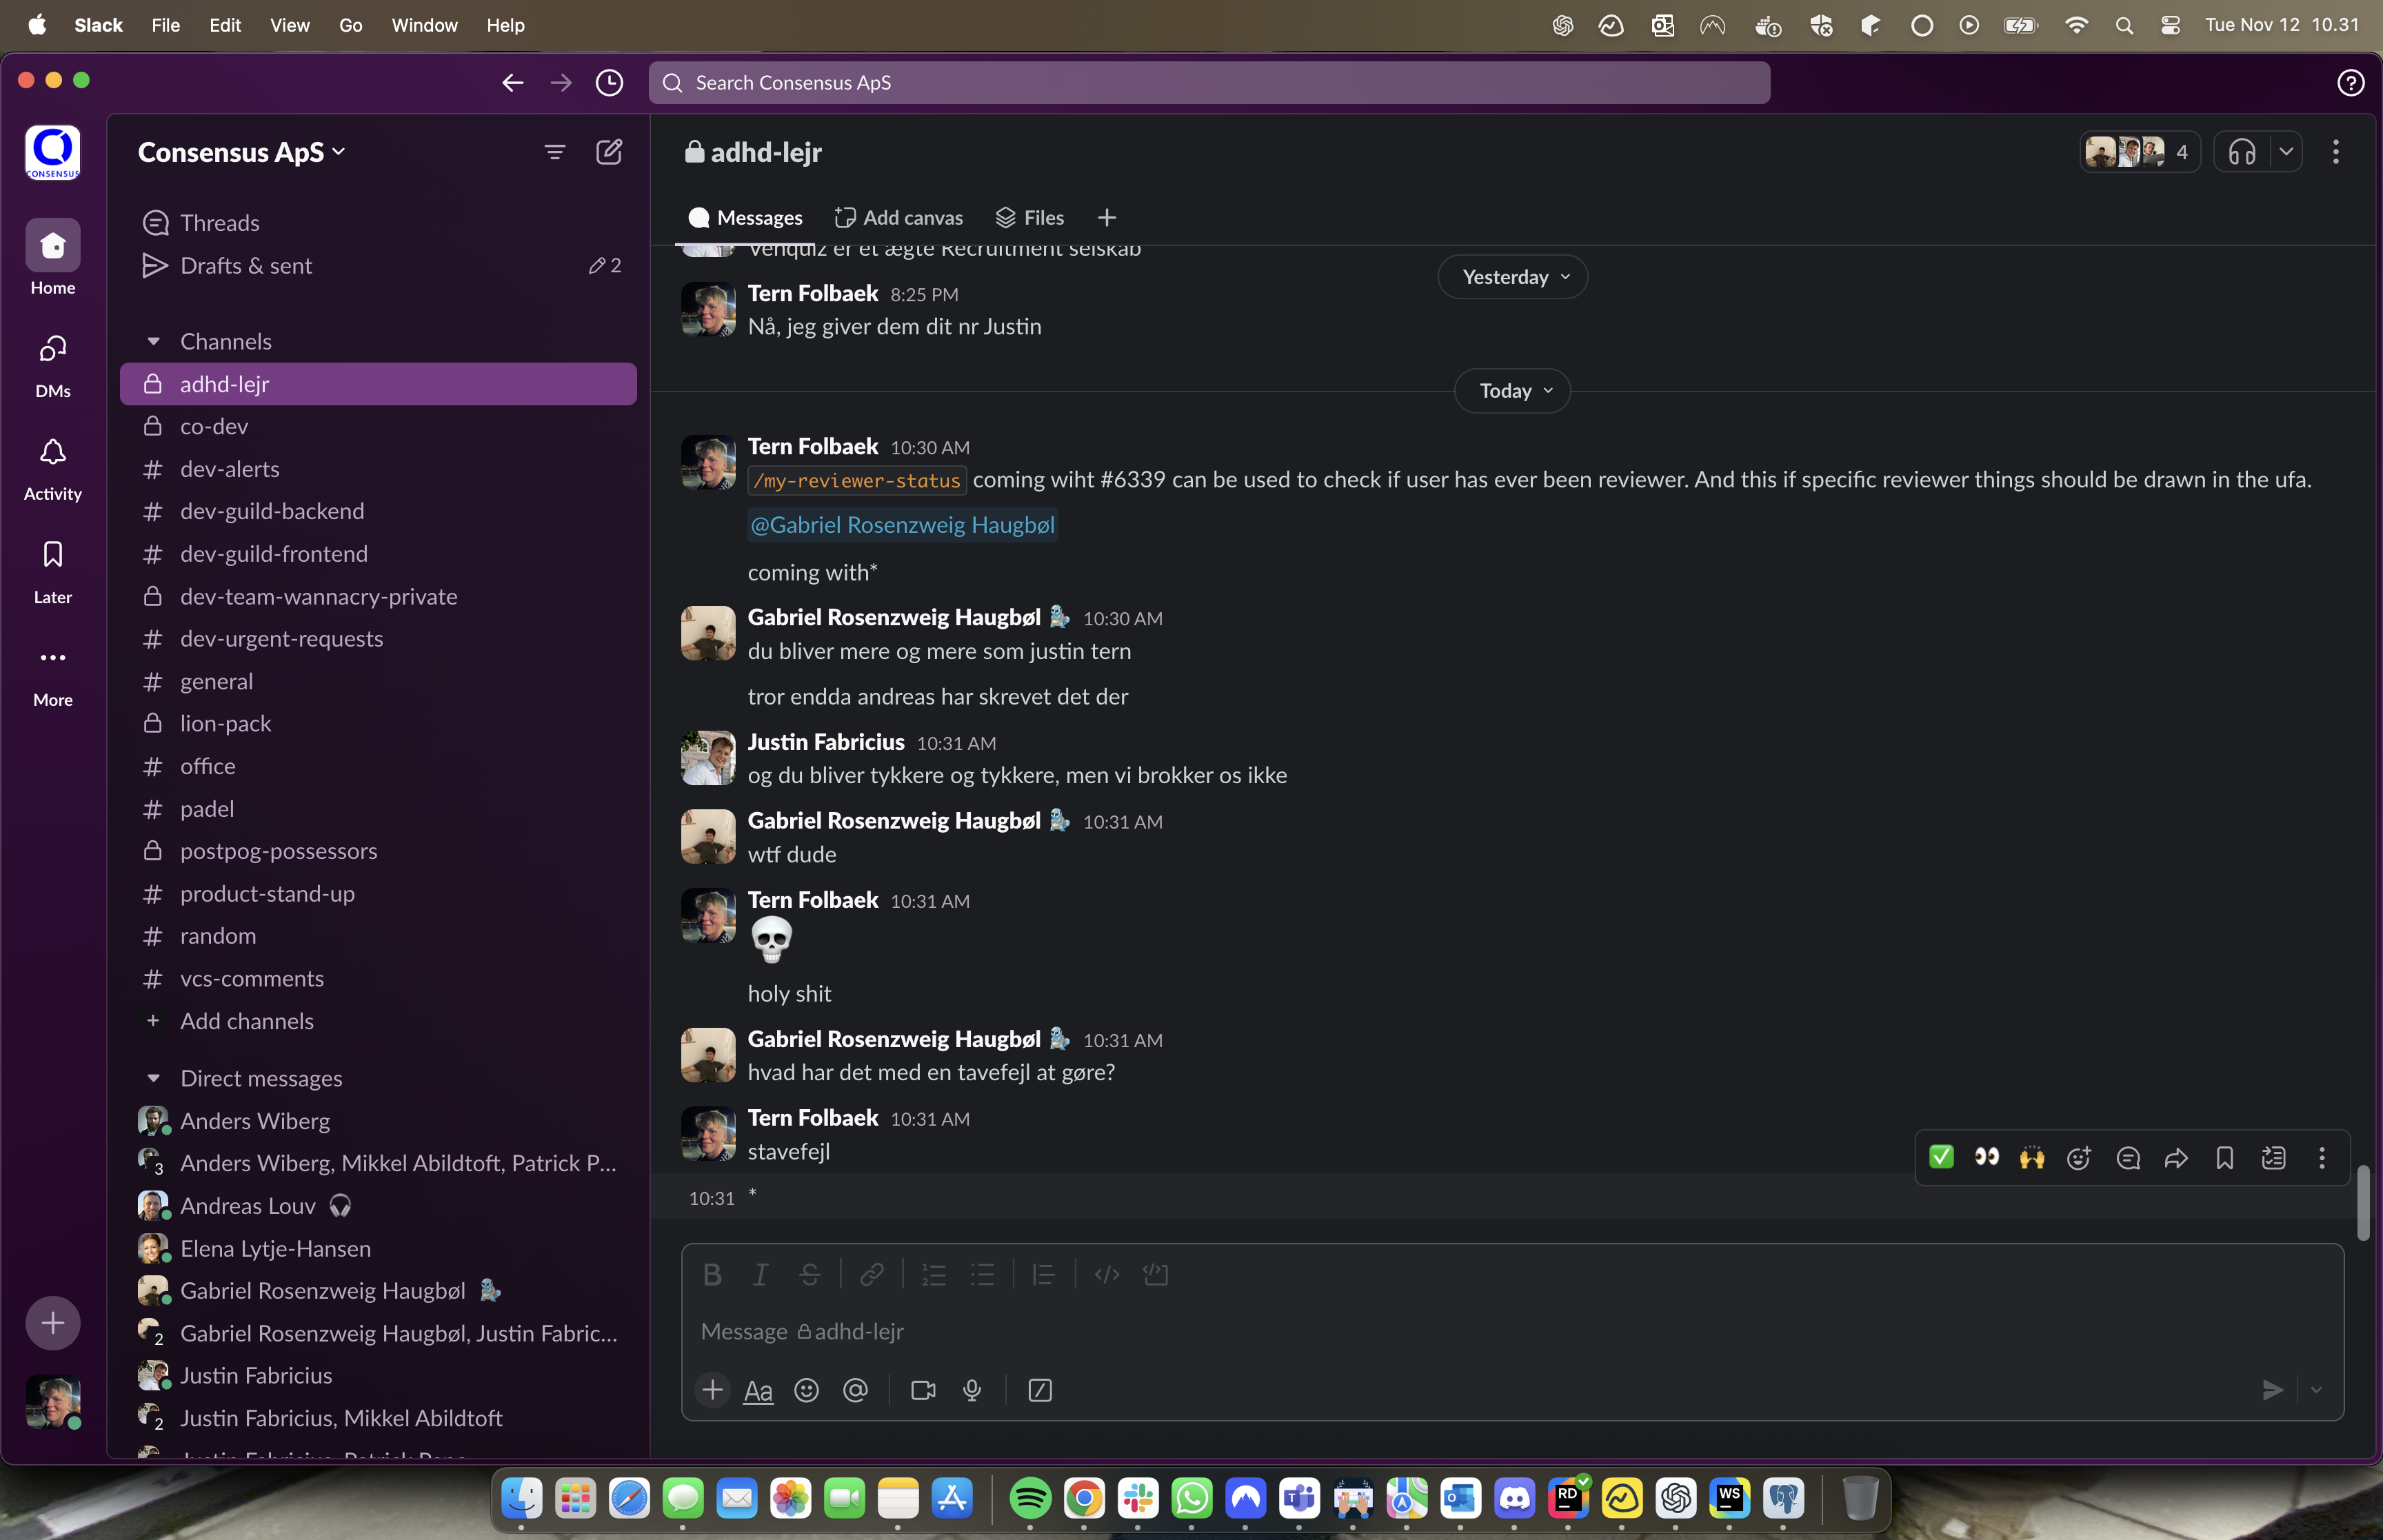 Slack File Edit View Go Window Help Tue Nov 12 10.31
Search Consensus ApS
CONSENSUS
Home
DMs
Activity
Later
More
Consensus ApS
Threads
Drafts & sent 2
Channels
adhd-lejr
co-dev
dev-alerts
dev-guild-backend
dev-guild-frontend
dev-team-wannacry-private
dev-urgent-requests
general
lion-pack
office
padel
postpog-possessors
product-stand-up
random
vcs-comments
Add channels
Direct messages
Anders Wiberg
3 Anders Wiberg, Mikkel Abildtoft, Patrick P...
Andreas Louv
Elena Lytje-Hansen
Gabriel Rosenzweig Haugbøl
2 Gabriel Rosenzweig Haugbøl, Justin Fabric...
Justin Fabricius
2 Justin Fabricius, Mikkel Abildtoft
adhd-lejr
4
Messages Add canvas Files
Venquiz er et ægte Recruitment selskab
Yesterday
Tern Folbaek 8:25 PM
Nå, jeg giver dem dit nr Justin
Today
Tern Folbaek 10:30 AM
/my-reviewer-status coming wiht #6339 can be used to check if user has ever been reviewer. And this if specific reviewer things should be drawn in the ufa.
@Gabriel Rosenzweig Haugbøl
coming with*
Gabriel Rosenzweig Haugbøl 10:30 AM
du bliver mere og mere som justin tern
tror endda andreas har skrevet det der
Justin Fabricius 10:31 AM
og du bliver tykkere og tykkere, men vi brokker os ikke
Gabriel Rosenzweig Haugbøl 10:31 AM
wtf dude
Tern Folbaek 10:31 AM
💀
holy shit
Gabriel Rosenzweig Haugbøl 10:31 AM
hvad har det med en tavefejl at gøre?
Tern Folbaek 10:31 AM
stavefejl
10:31 *
Message adhd-lejr
Aa
RD
WS